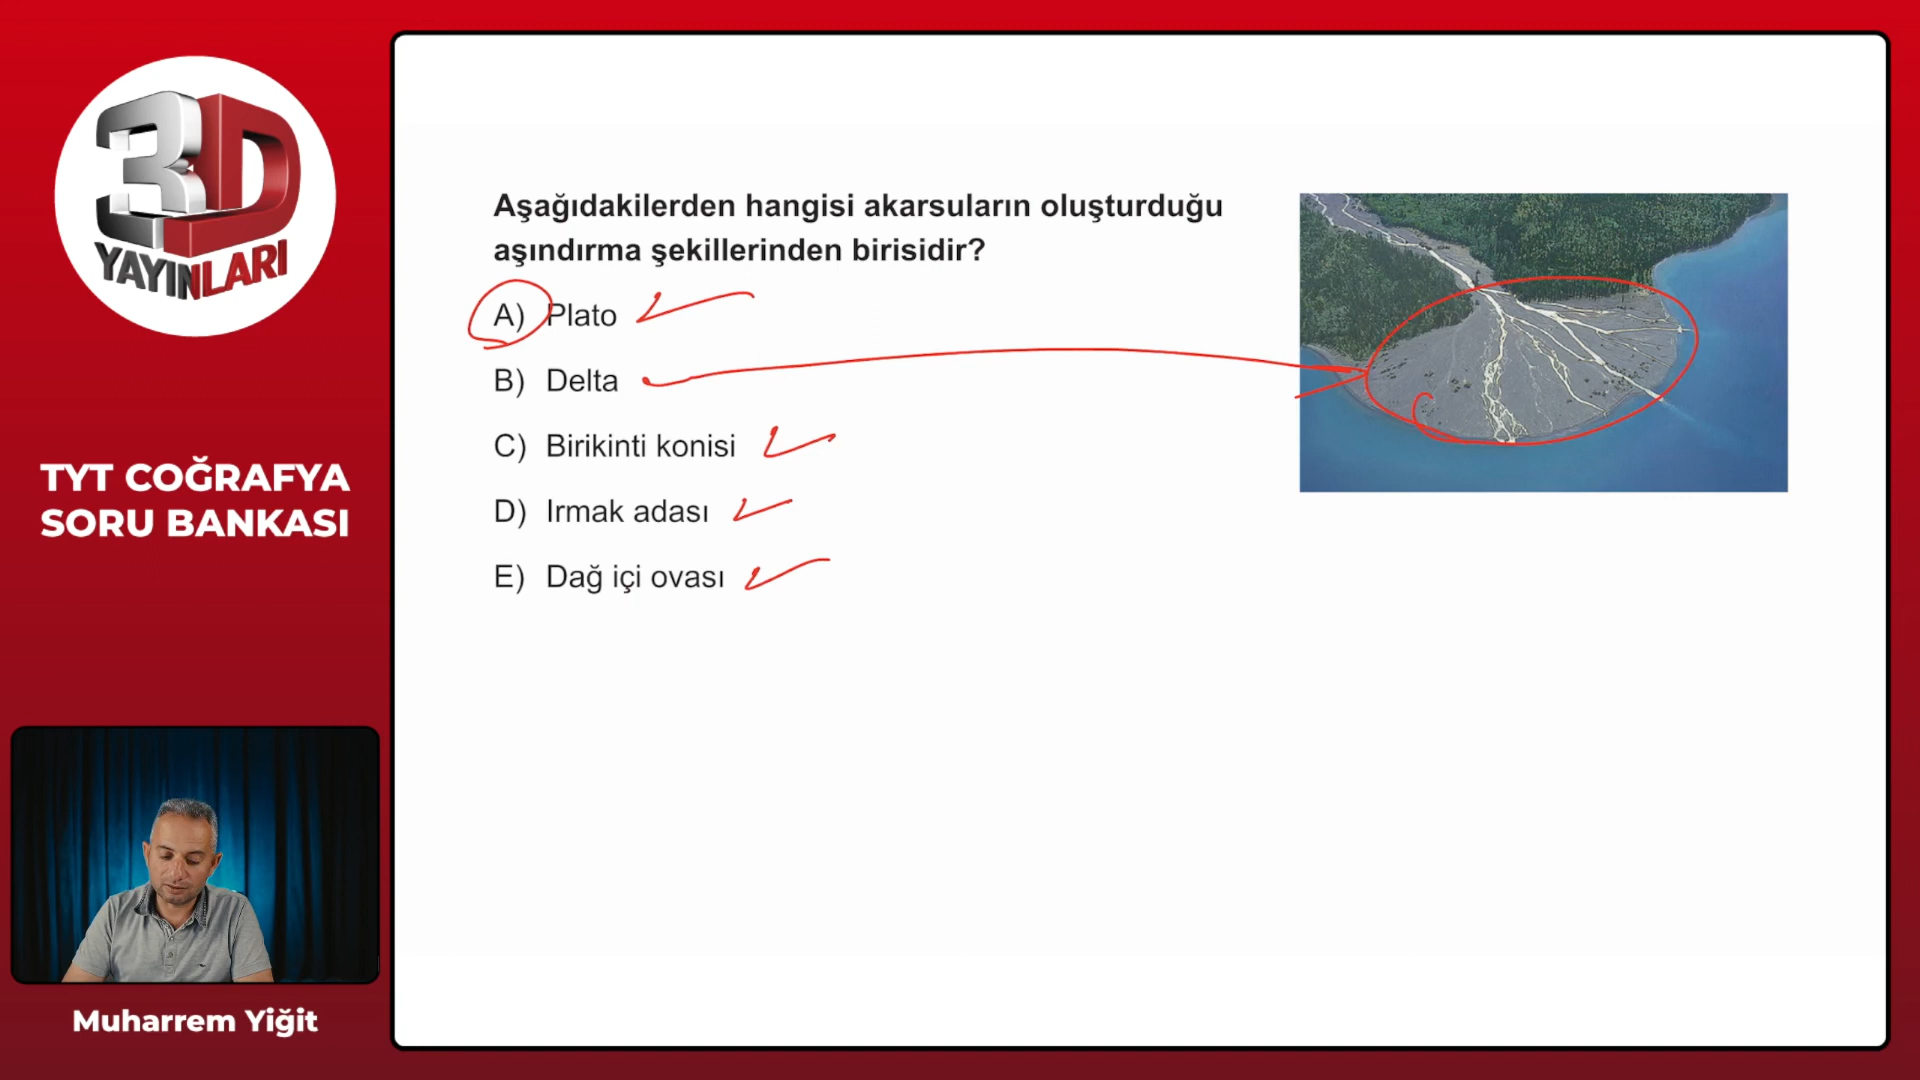 3D
YAYINLARI
TYT COĞRAFYA
SORU BANKASI
Muharrem Yiğit
Aşağıdakilerden hangisi akarsuların oluşturduğu
aşındırma şekillerinden birisidir?
A) Plato
B) Delta
C) Birikinti konisi
D) Irmak adası
E) Dağ içi ovası